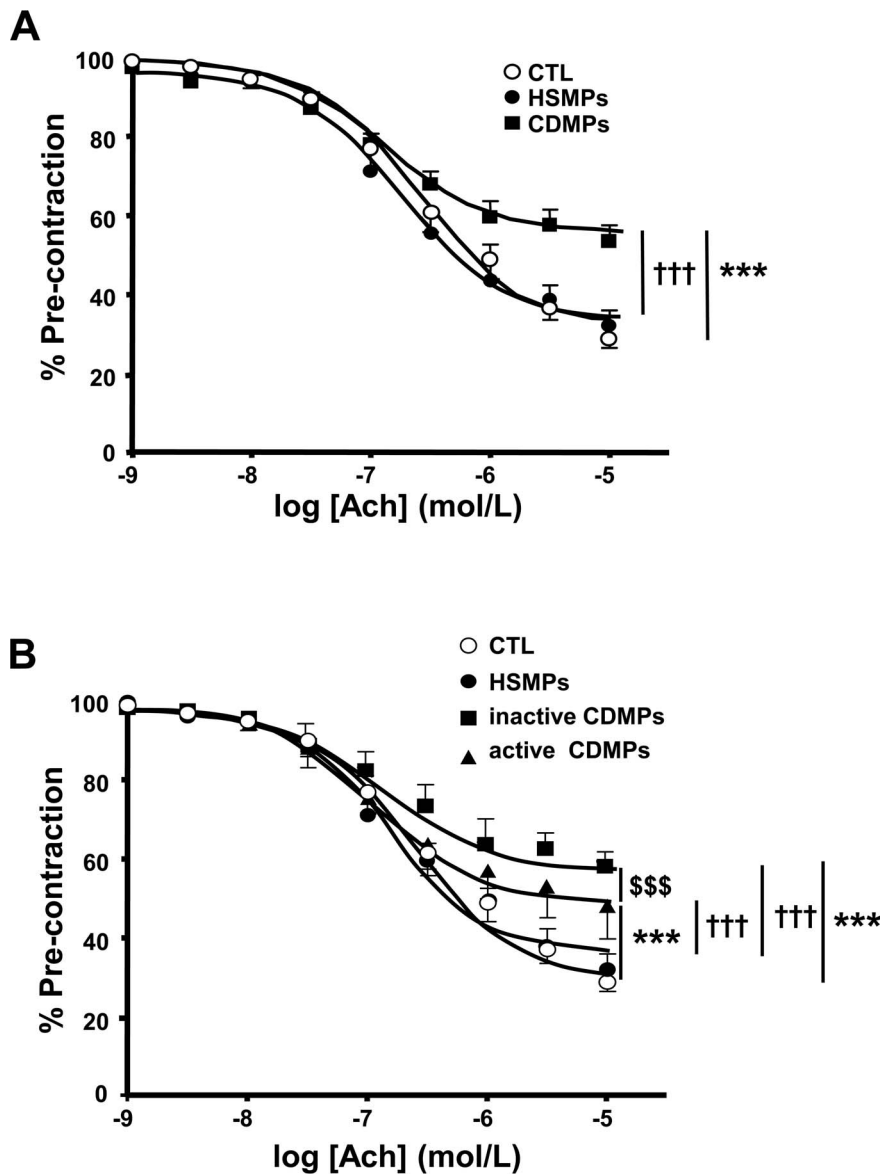 A
100
80
60
40
20
0
% Pre-contraction
CTL
HSMPs
CDMPs
††† ***
-9 -8 -7 -6 -5
log [Ach] (mol/L)
B
100
80
60
40
20
0
% Pre-contraction
CTL
HSMPs
inactive CDMPs
active CDMPs
$$$
*** ††† ††† ***
-9 -8 -7 -6 -5
log [Ach] (mol/L)